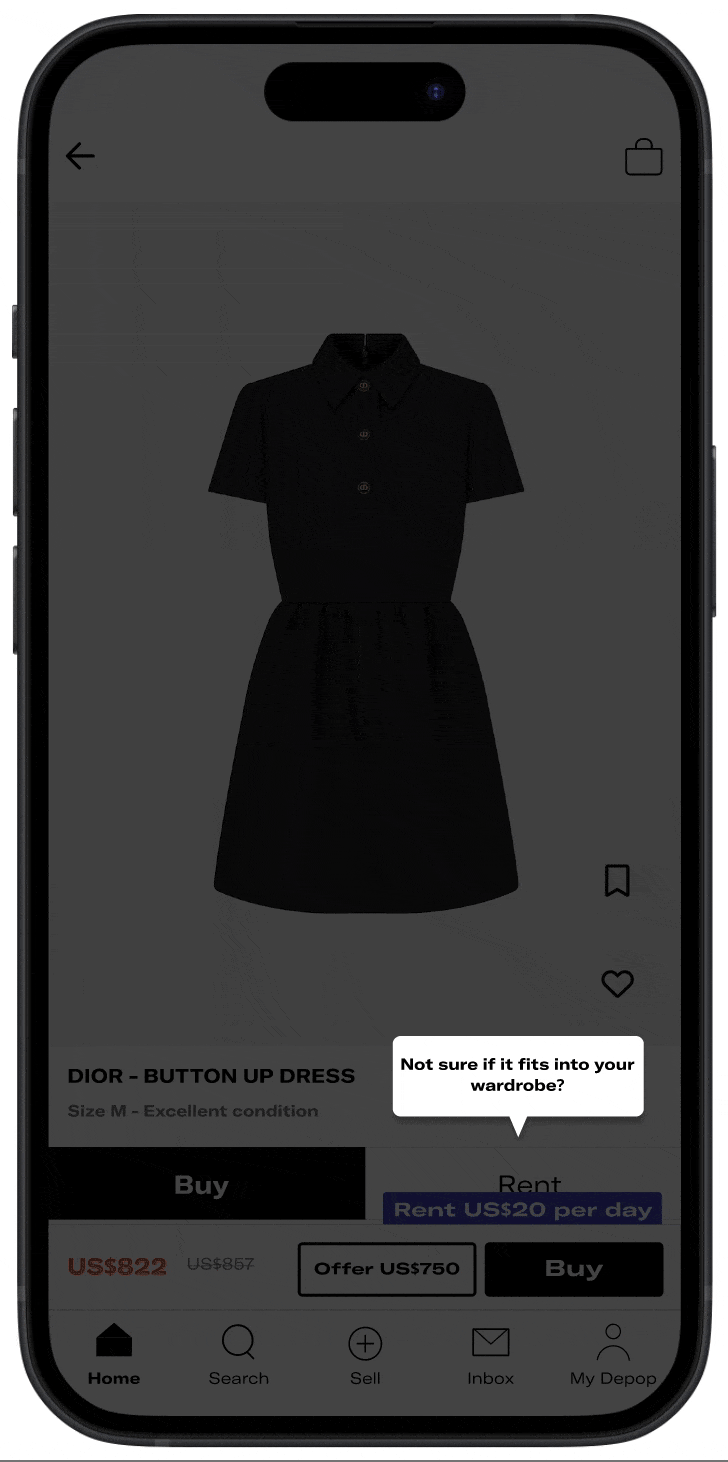 DIOR - BUTTON UP DRESS
Size M - Excellent condition
Not sure if it fits into your
wardrobe?
Buy
Rent
Rent US$20 per day
US$822 US$857 Offer US$750 Buy
Home Search Sell Inbox My Depop